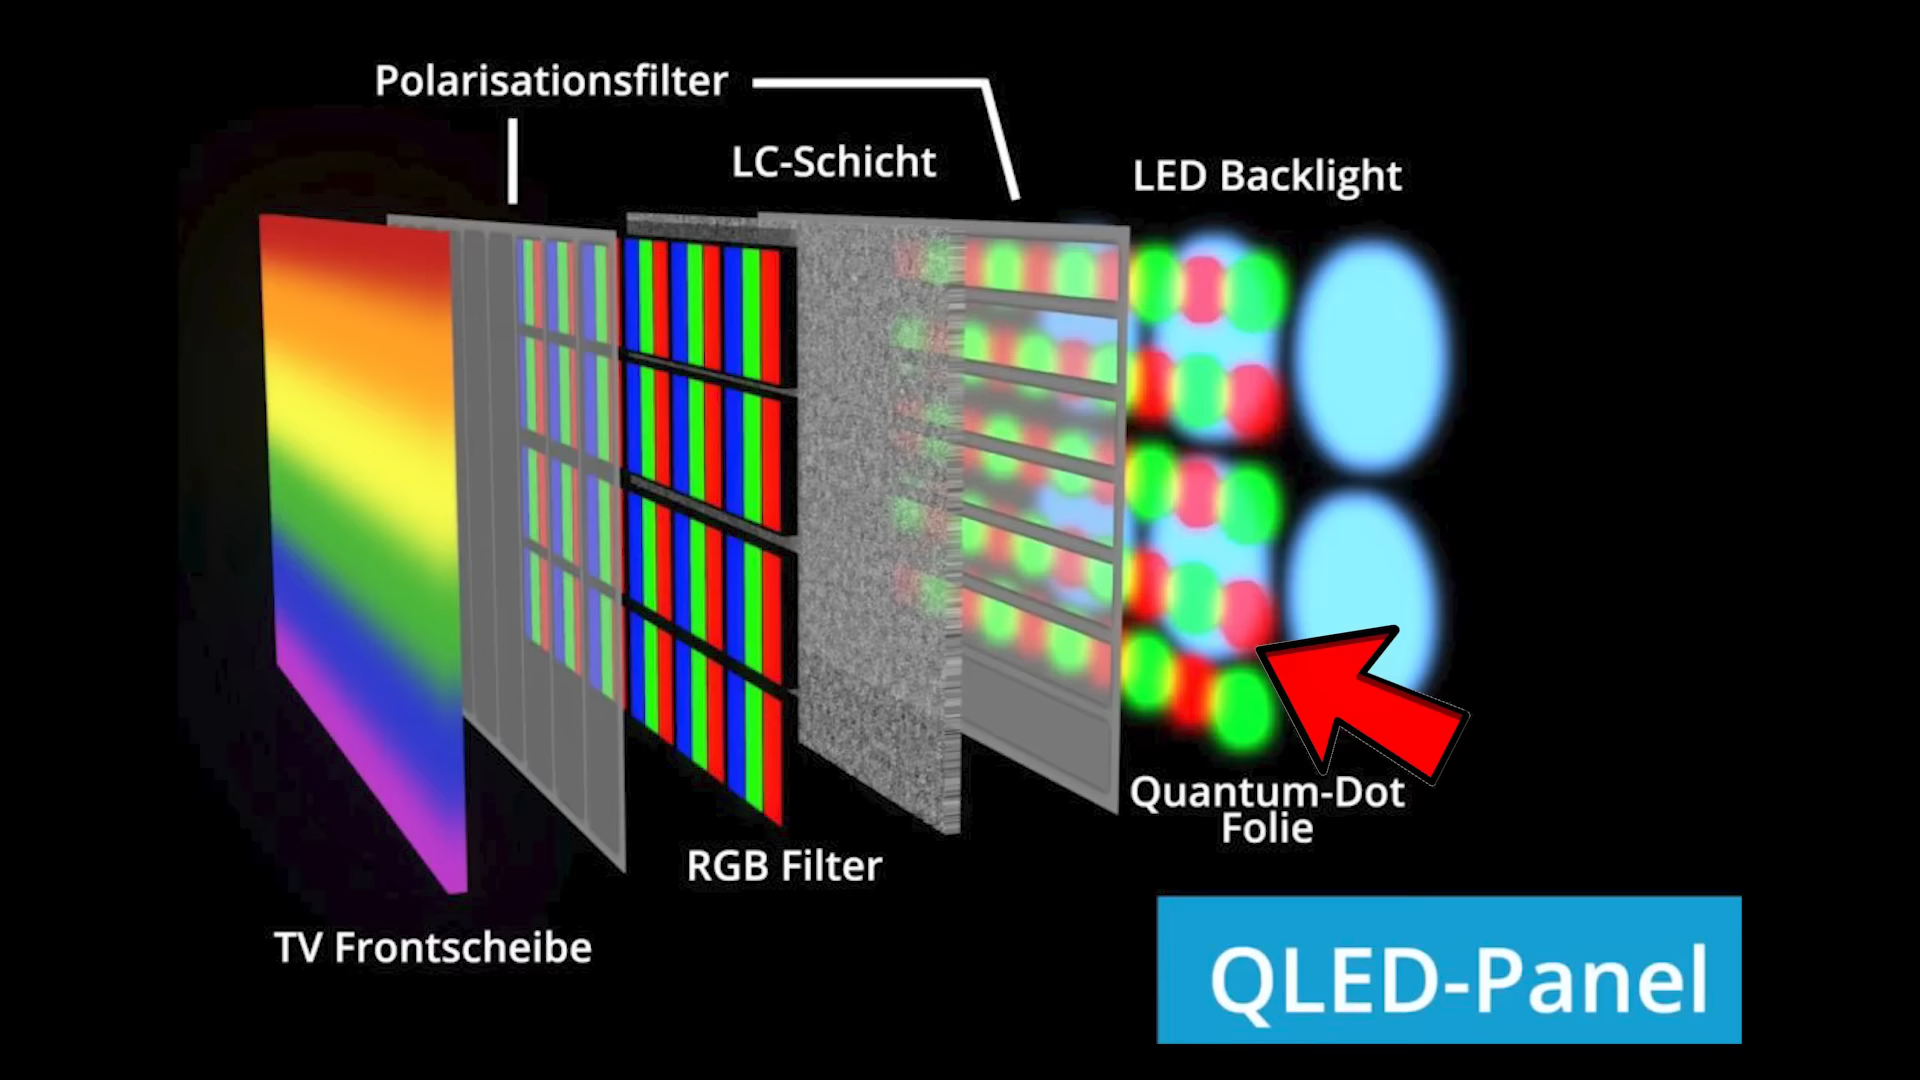 Polarisationsfilter
LC-Schicht
LED Backlight
Quantum-Dot
Folie
RGB Filter
TV Frontscheibe
QLED-Panel